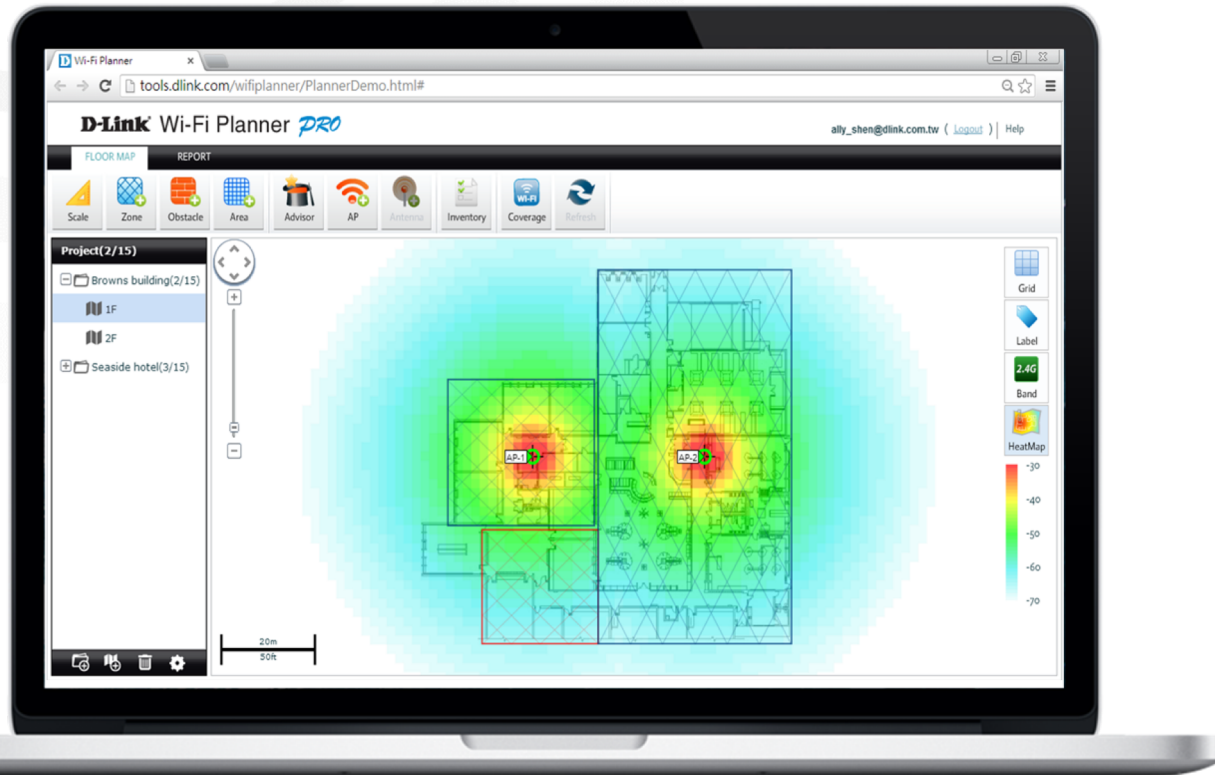 Wi-Fi Planner
tools.dlink.com/wifiplanner/PlannerDemo.html#
D-Link Wi-Fi Planner PRO
ally_shen@dlink.com.tw ( Logout ) | Help
FLOOR MAP REPORT
Scale Zone Obstacle Area Advisor AP Antenna Inventory Coverage Refresh
WI-FI
Project(2/15)
Browns building(2/15)
1F
2F
Seaside hotel(3/15)
AP-1
AP-2
20m
50ft
Grid
Label
2.4G
Band
HeatMap
-30
-40
-50
-60
-70